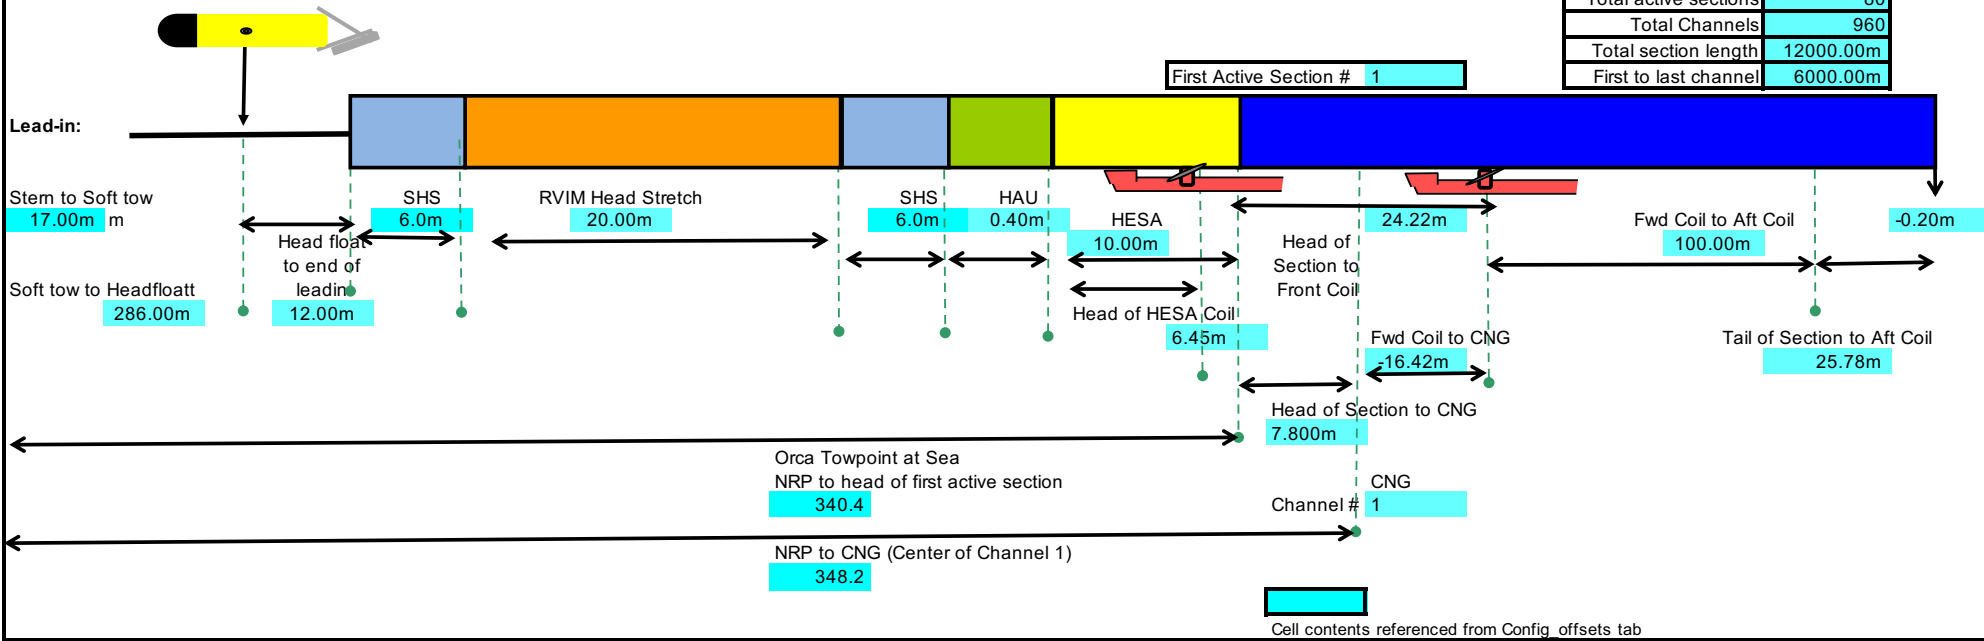 Total active sections 80
Total Channels 960
Total section length 12000.00m
First to last channel 6000.00m
First Active Section # 1
Lead-in:
Stern to Soft tow
17.00m m
Soft tow to Headfloatt
286.00m
Head float
to end of
leadin
12.00m
SHS
6.0m
RVIM Head Stretch
20.00m
SHS
6.0m
HAU
0.40m
HESA
10.00m
Head of HESA Coil
6.45m
24.22m
Head of
Section to
Front Coil
Fwd Coil to Aft Coil
100.00m
-0.20m
Fwd Coil to CNG
-16.42m
Tail of Section to Aft Coil
25.78m
Head of Section to CNG
7.800m
Orca Towpoint at Sea
NRP to head of first active section
340.4
CNG
Channel # 1
NRP to CNG (Center of Channel 1)
348.2
Cell contents referenced from Config_offsets tab